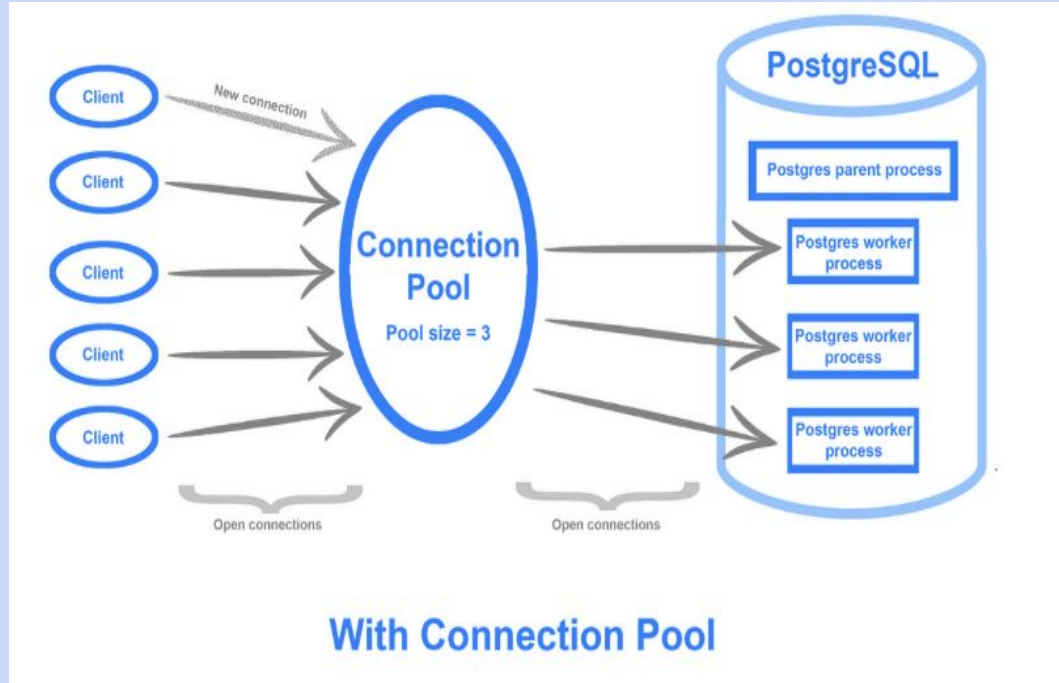 PostgreSQL
Client
New connection
Postgres parent process
Client
Postgres worker
process
Connection
Pool
Client
Pool size = 3
Postgres worker
process
Client
Postgres worker
process
Client
Open connections
Open connections
With Connection Pool